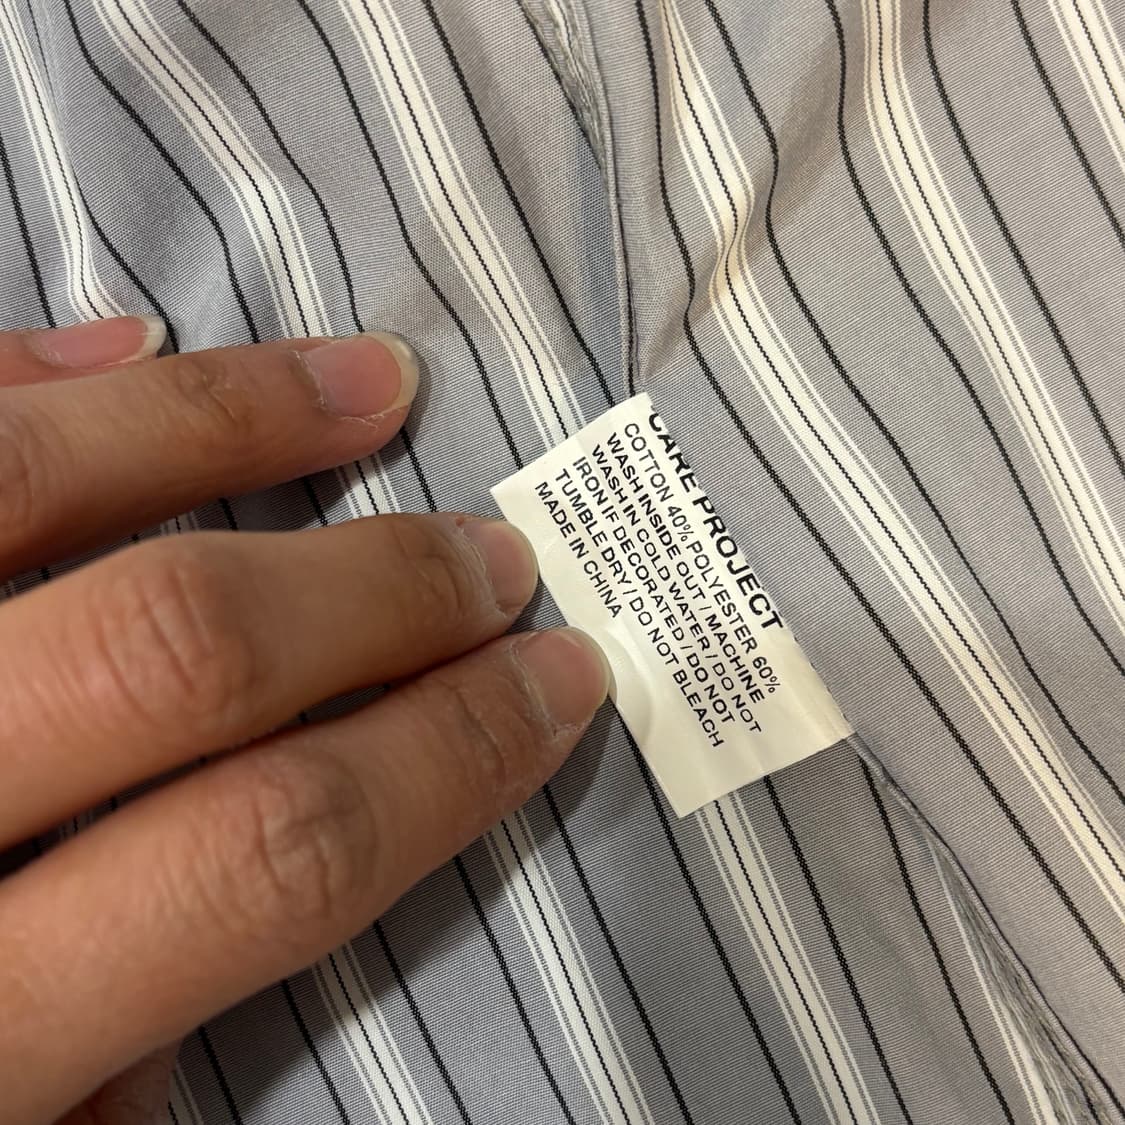 CARE PROJECT
COTTON 40% POLYESTER 60%
WASH INSIDE OUT / MACHINE
WASH IN COLD WATER / DO NOT
IRON IF DECORATED / DO NOT
TUMBLE DRY / DO NOT BLEACH
MADE IN CHINA